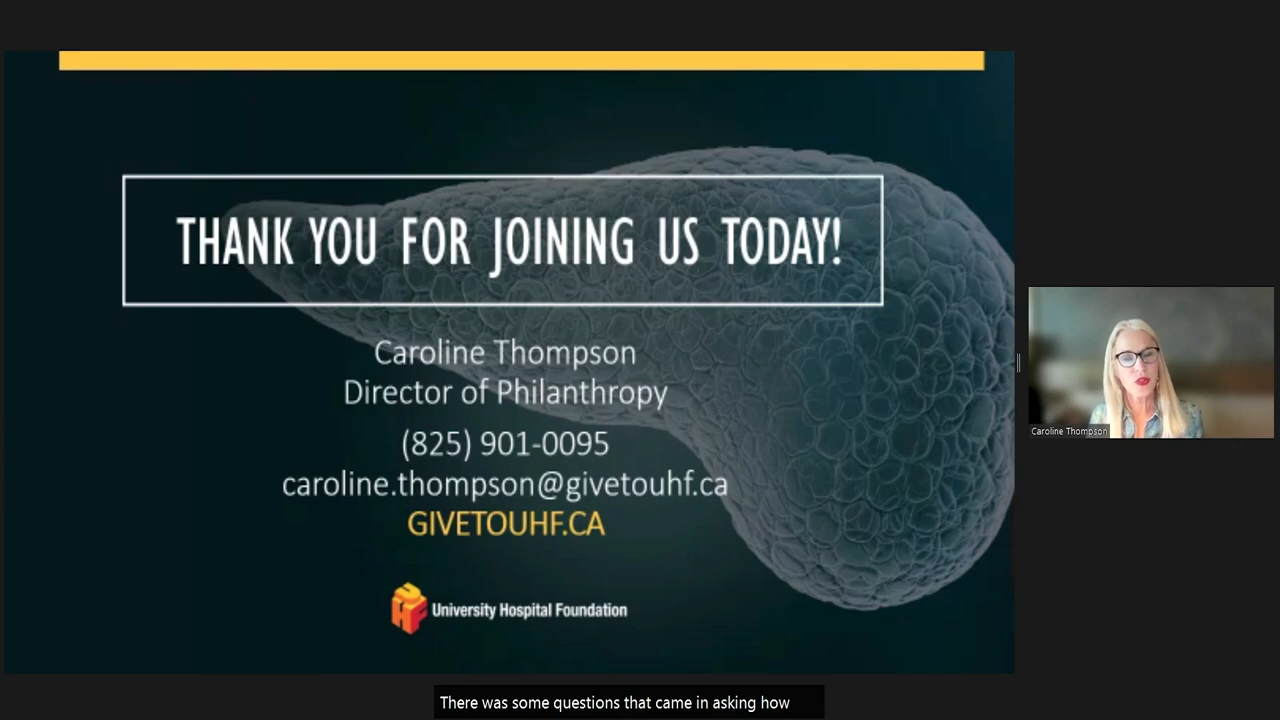 THANK YOU FOR JOINING US TODAY!
Caroline Thompson
Director of Philanthropy
(825) 901-0095
caroline.thompson@givetouhf.ca
GIVETOUHF.CA
UHF University Hospital Foundation
Caroline Thompson
There was some questions that came in asking how